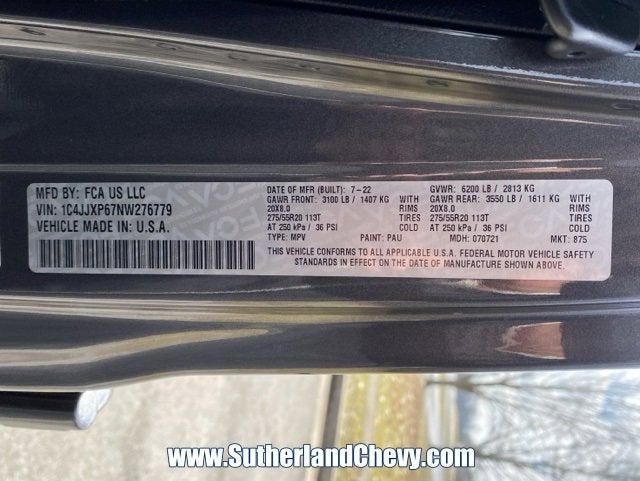 MFD BY: FCA US LLC
VIN: 1C4JJXP67NW276779
VEHICLE MADE IN: U.S.A.
DATE OF MFR (BUILT): 7-22
GAWR FRONT: 3100 LB / 1407 KG WITH
20X8.0 RIMS
275/55R20 113T TIRES
AT 250 kPa / 36 PSI COLD
TYPE: MPV PAINT: PAU
GVWR: 6200 LB / 2813 KG
GAWR REAR: 3550 LB / 1611 KG WITH
20X8.0 RIMS
275/55R20 113T TIRES
AT 250 kPa / 36 PSI COLD
MDH: 070721 MKT: 875
THIS VEHICLE CONFORMS TO ALL APPLICABLE U.S.A. FEDERAL MOTOR VEHICLE SAFETY
STANDARDS IN EFFECT ON THE DATE OF MANUFACTURE SHOWN ABOVE.
www.SutherlandChevy.com